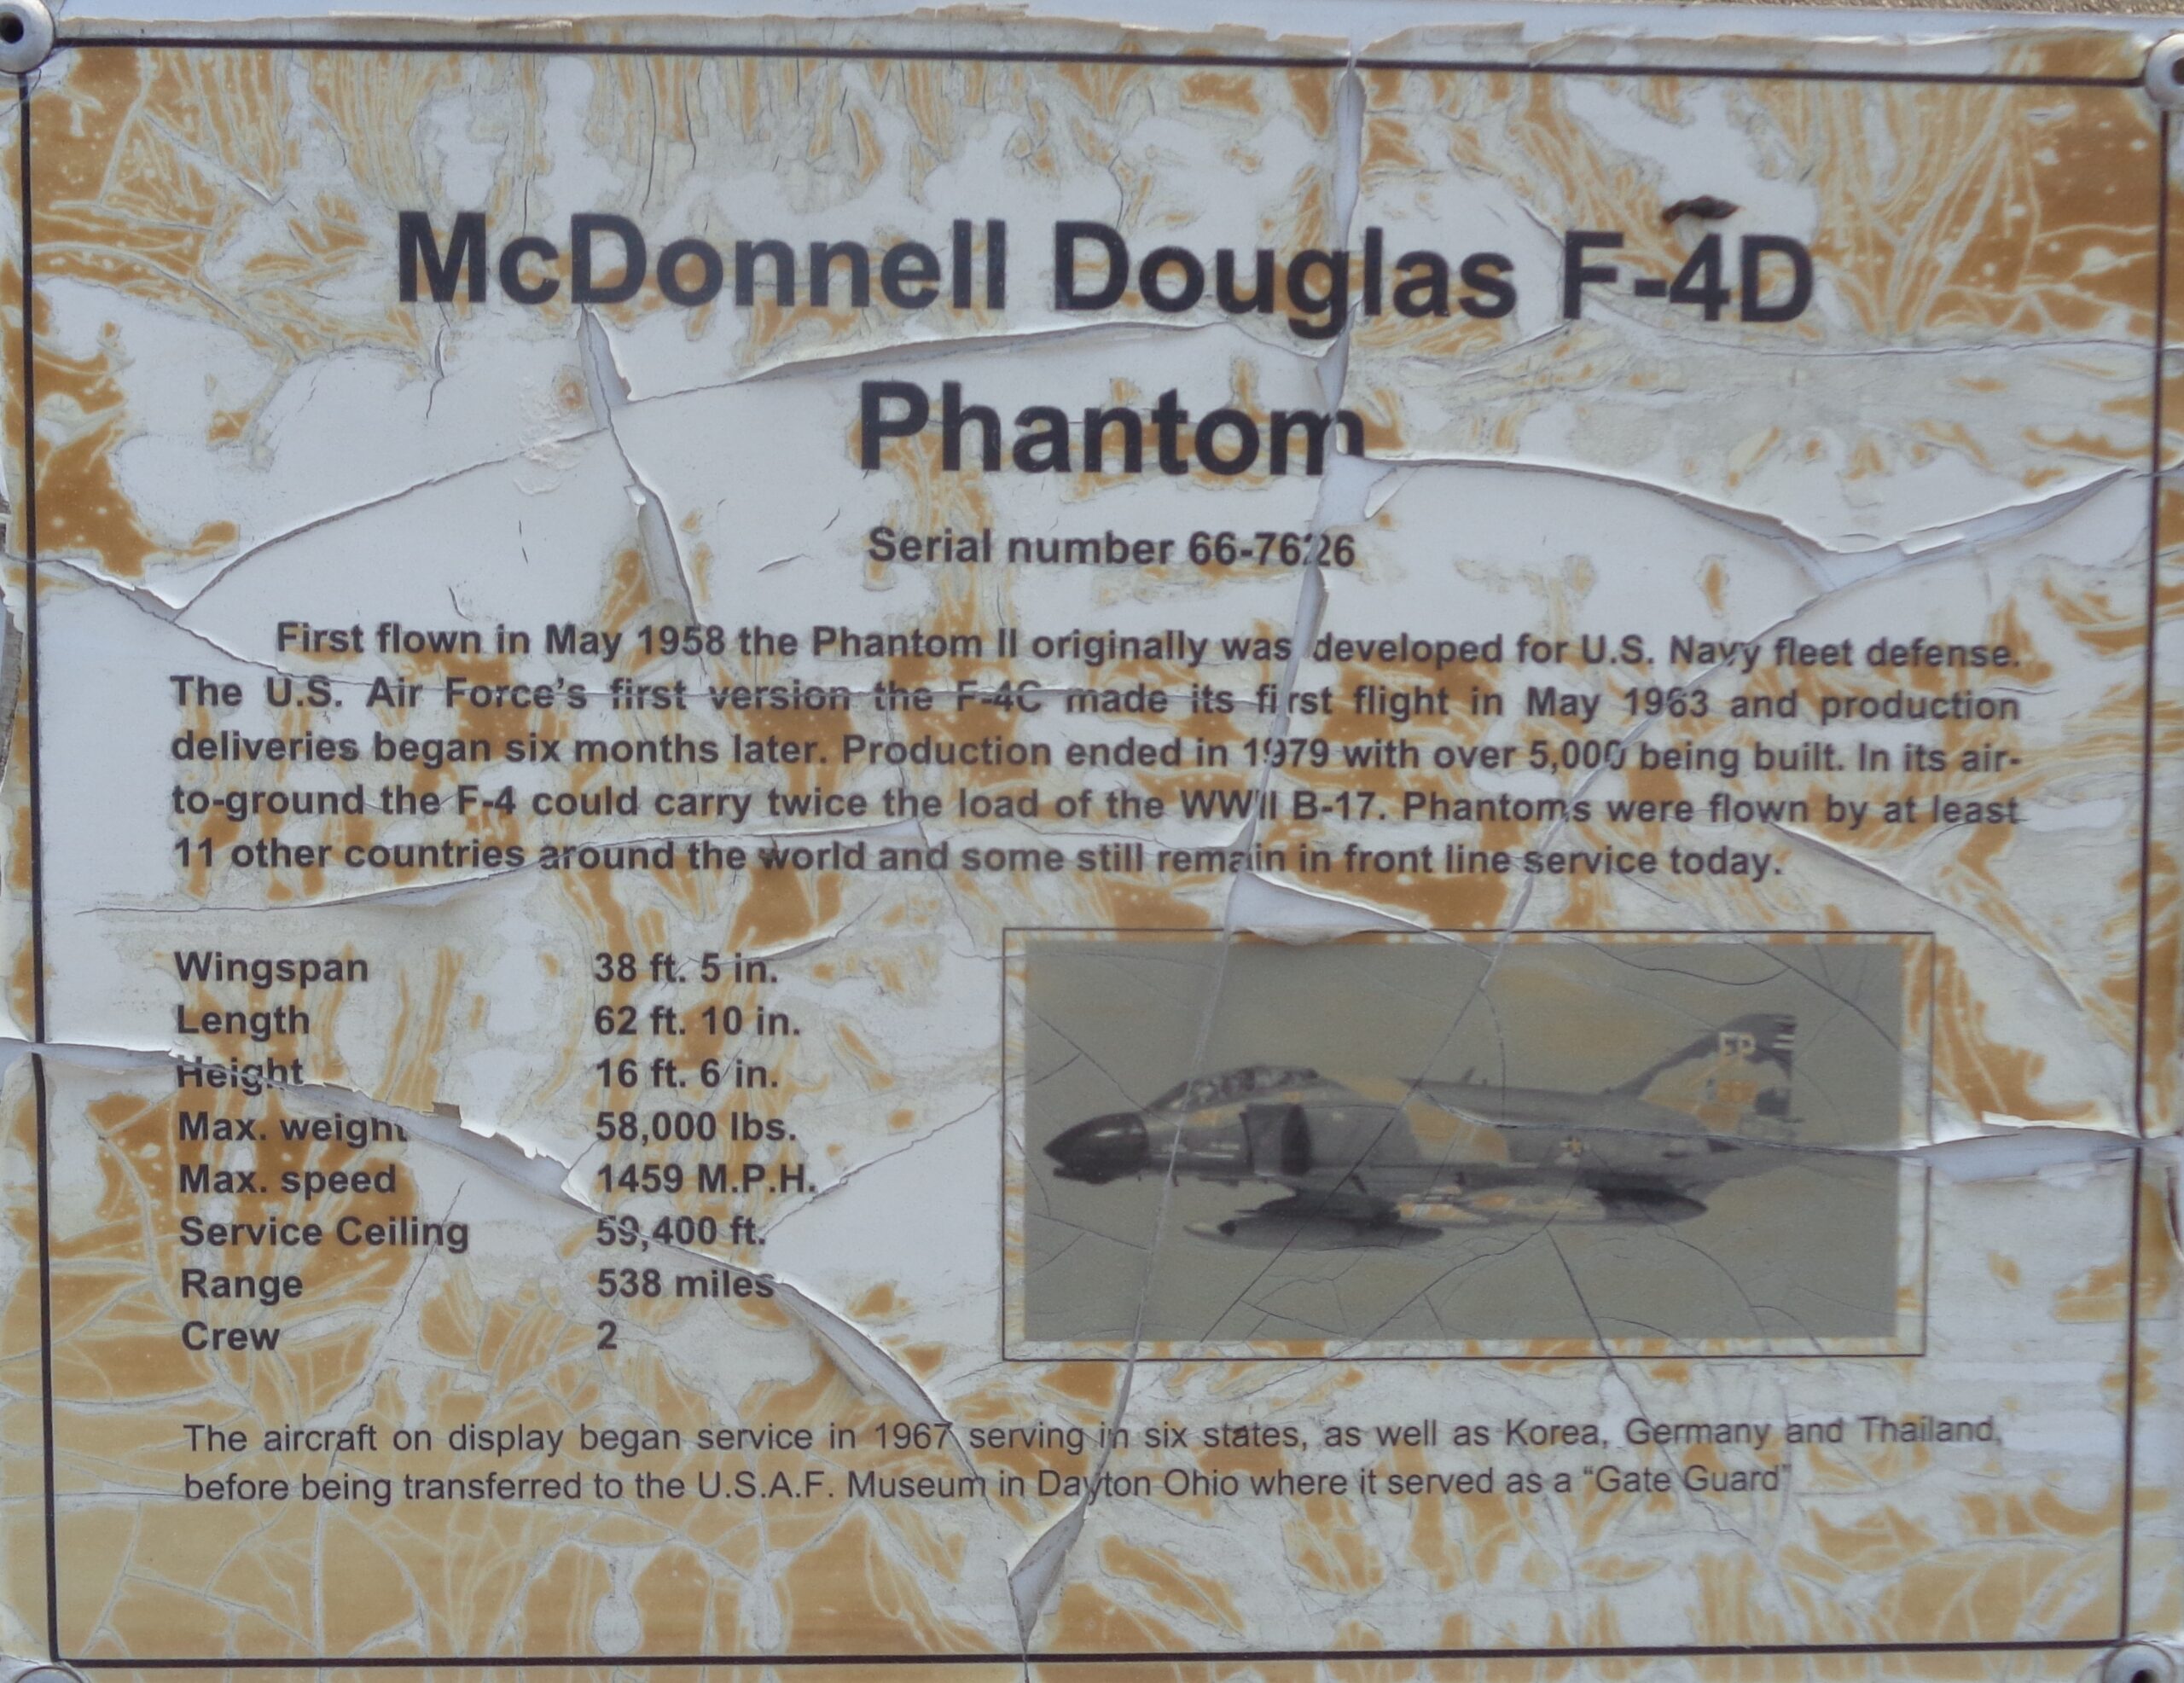 McDonnell Douglas F-4D
Phantom
Serial number 66-7626
First flown in May 1958 the Phantom II originally was developed for U.S. Navy fleet defense.
The U.S. Air Force's first version the F-4C made its first flight in May 1963 and production
deliveries began six months later. Production ended in 1979 with over 5,000 being built. In its air-
to-ground the F-4 could carry twice the load of the WWII B-17. Phantoms were flown by at least
11 other countries around the world and some still remain in front line service today.
Wingspan 38 ft. 5 in.
Length 62 ft. 10 in.
Height 16 ft. 6 in.
Max. weight 58,000 lbs.
Max. speed 1459 M.P.H.
Service Ceiling 59,400 ft.
Range 538 miles
Crew 2
FP
The aircraft on display began service in 1967 serving in six states, as well as Korea, Germany and Thailand,
before being transferred to the U.S.A.F. Museum in Dayton Ohio where it served as a “Gate Guard”